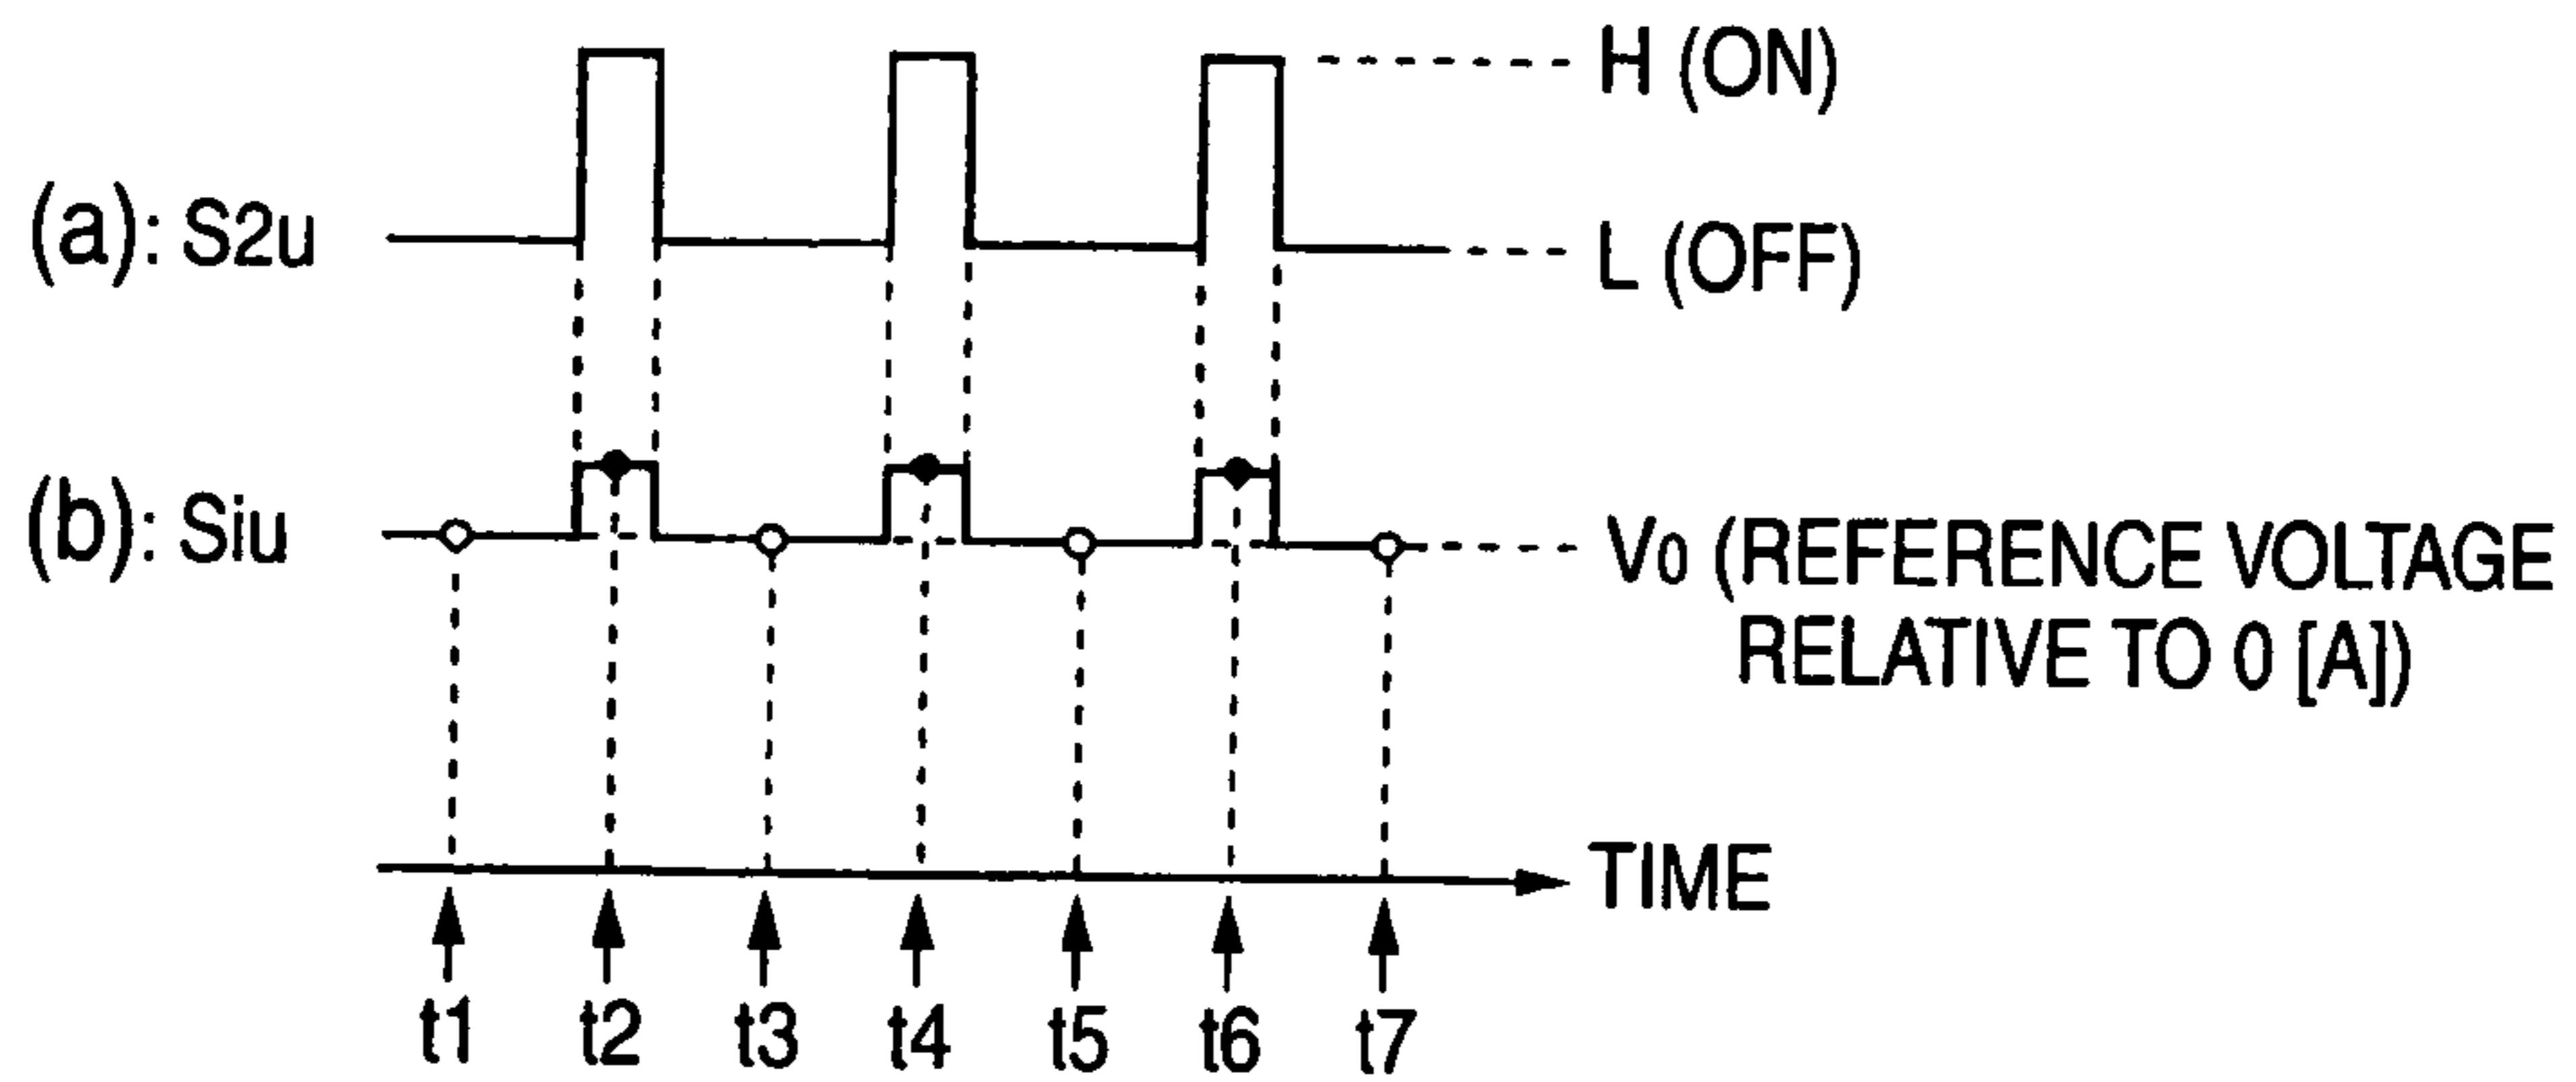 H (ON)
(a): S2u
L (OFF)
(b): Siu
V0 (REFERENCE VOLTAGE
RELATIVE TO 0 [A])
TIME
t1 t2 t3 t4 t5 t6 t7